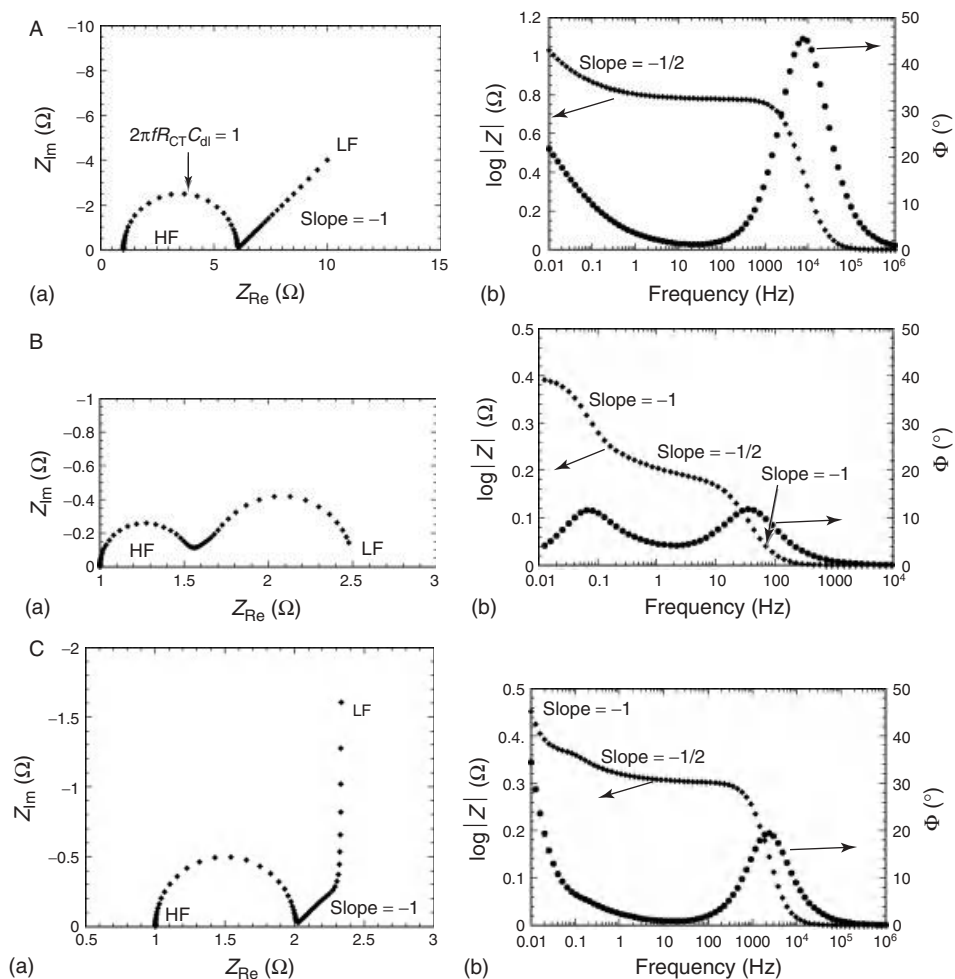 A
Z_Im (Ω)
−10
−8
−6
−4
−2
0
2πfR_CT C_dl = 1
HF
LF
Slope = −1
0 5 10 15
Z_Re (Ω)
(a)
log |Z| (Ω)
1.2
1
0.8
0.6
0.4
0.2
0
Slope = −1/2
50
40
30
20
10
0
Φ (°)
0.01 0.1 1 10 100 1000 10^4 10^5 10^6
Frequency (Hz)
(b)
B
Z_Im (Ω)
−1
−0.8
−0.6
−0.4
−0.2
0
HF
LF
1 1.5 2 2.5 3
Z_Re (Ω)
(a)
log |Z| (Ω)
0.5
0.4
0.3
0.2
0.1
0
Slope = −1
Slope = −1/2
Slope = −1
50
40
30
20
10
0
Φ (°)
0.01 0.1 1 10 100 1000 10^4
Frequency (Hz)
(b)
C
Z_Im (Ω)
−2
−1.5
−1
−0.5
0
LF
HF
Slope = −1
0.5 1 1.5 2 2.5 3
Z_Re (Ω)
(a)
log |Z| (Ω)
0.5
0.4.
0.3
0.2
0.1
0
Slope = −1
Slope = −1/2
50
40
30
20
10
0
Φ (°)
0.01 0.1 1 10 100 1000 10^4 10^5 10^6
Frequency (Hz)
(b)